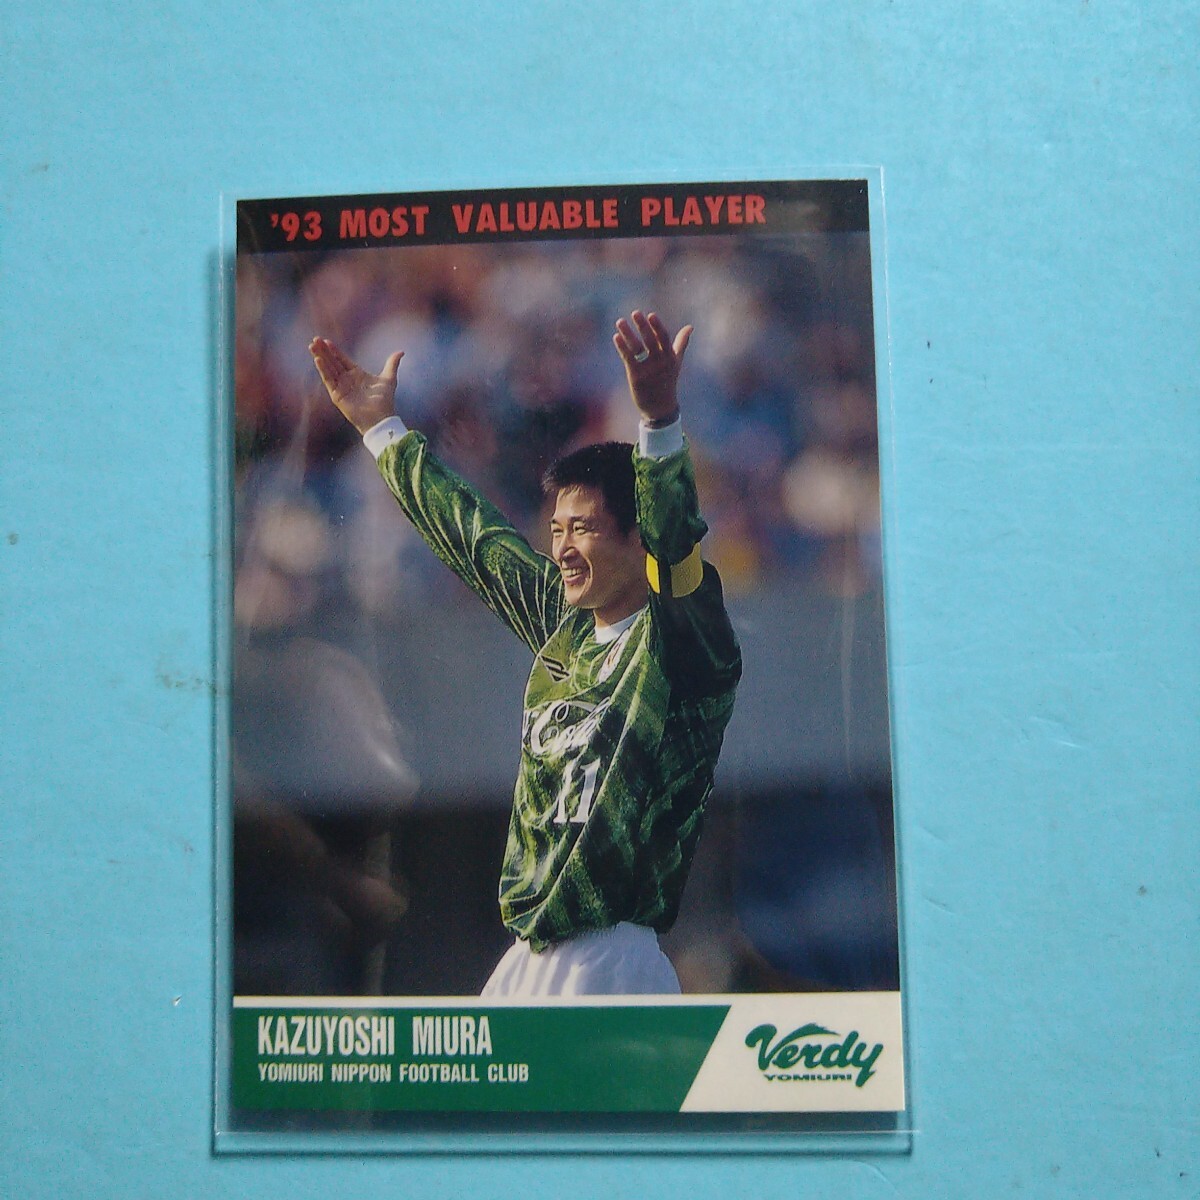 '93 MOST VALUABLE PLAYER
11
KAZUYOSHI MIURA
YOMIURI NIPPON FOOTBALL CLUB
Verdy
YOMIURI